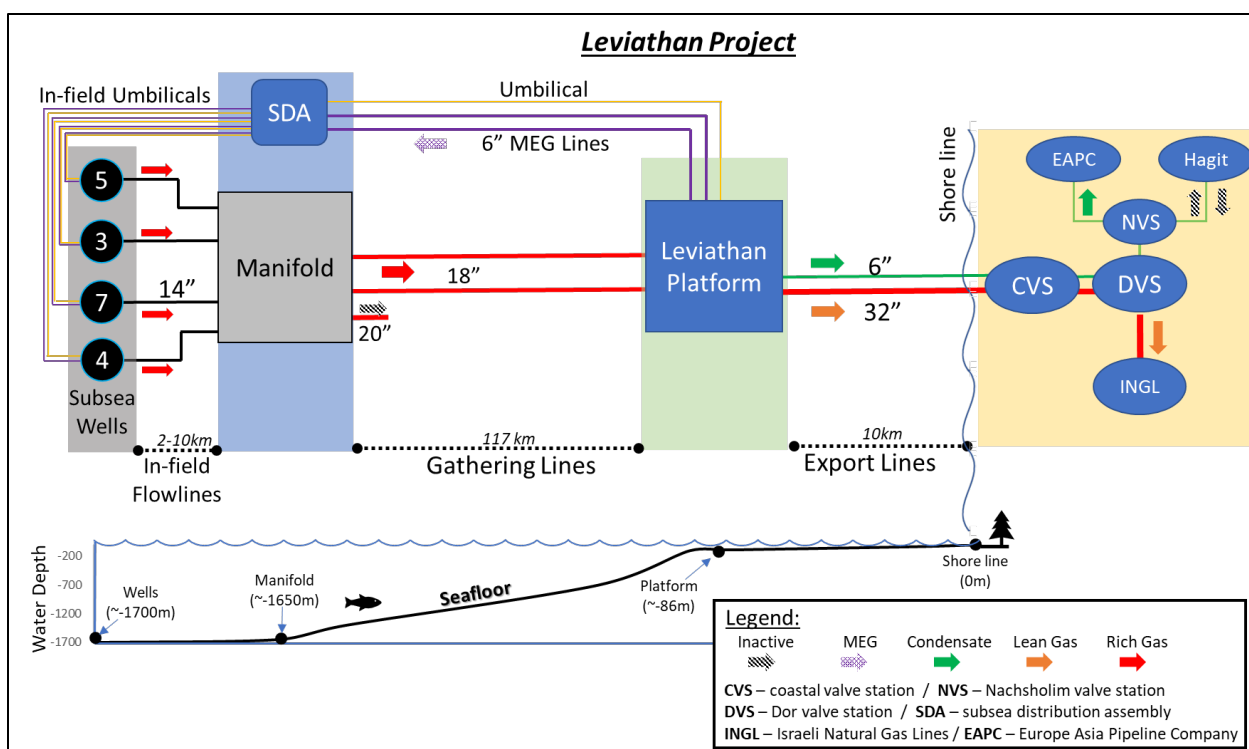 Leviathan Project
In-field Umbilicals
SDA
Umbilical
6” MEG Lines
Shore line
EAPC
Hagit
NVS
5
3
7
4
14”
Manifold
18”
20”
Leviathan
Platform
6”
32”
CVS
DVS
INGL
Subsea
Wells
2-10km
In-field
Flowlines
117 km
Gathering Lines
10km
Export Lines
Water Depth
-200
-700
-1200
-1700
Wells
(~-1700m)
Manifold
(~-1650m)
Seafloor
Platform
(~-86m)
Shore line
(0m)
Legend:
Inactive MEG Condensate Lean Gas Rich Gas
CVS – coastal valve station / NVS – Nachsholim valve station
DVS – Dor valve station / SDA – subsea distribution assembly
INGL – Israeli Natural Gas Lines / EAPC – Europe Asia Pipeline Company